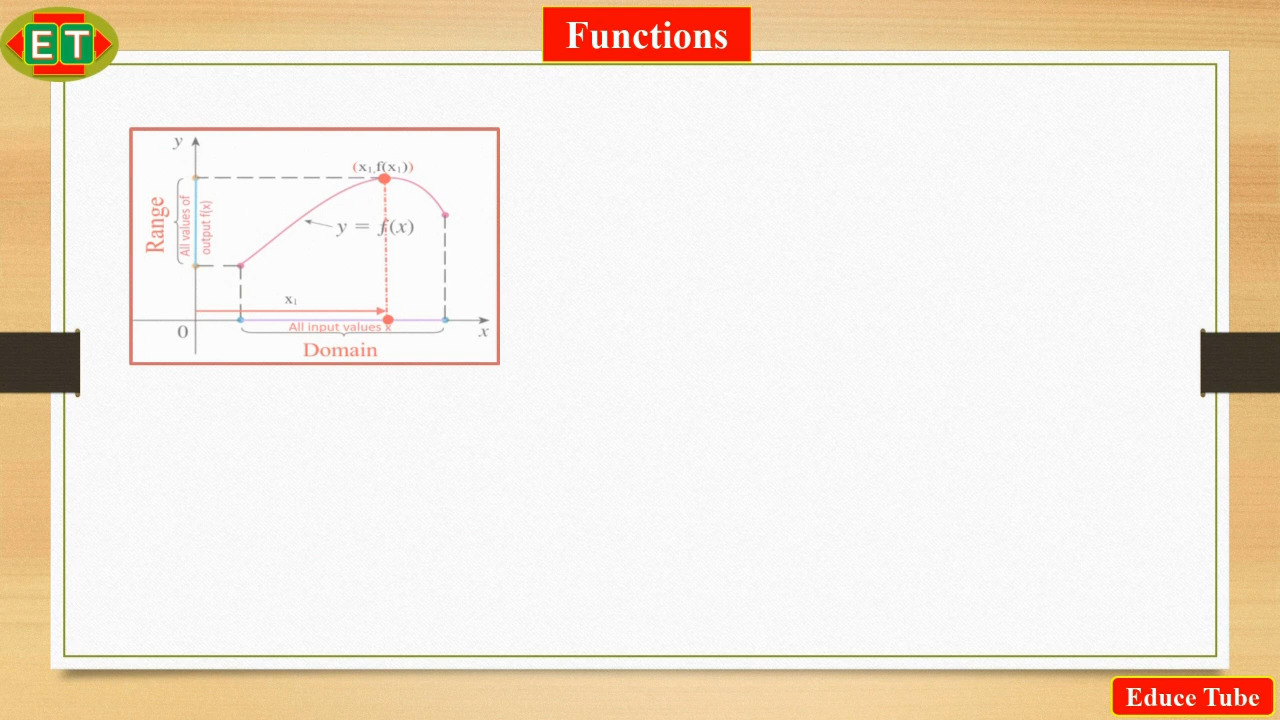 ET
Functions
y
(x₁,f(x₁))
Range
All values of
output f(x)
y = f(x)
x₁
0
All input values x
x
Domain
Educe Tube